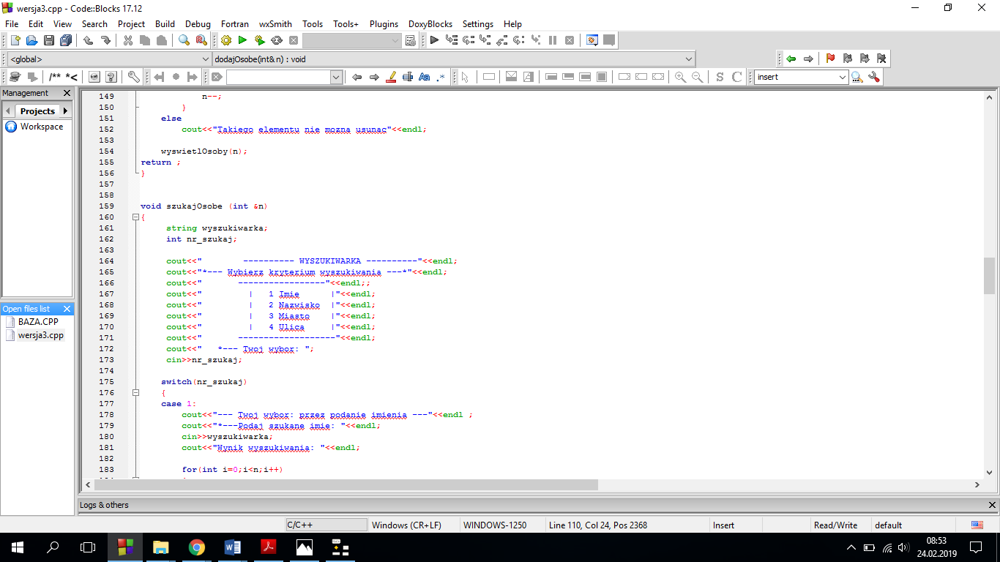 wersja3.cpp - Code::Blocks 17.12
File Edit View Search Project Build Debug Fortran wxSmith Tools Tools+ Plugins DoxyBlocks Settings Help
<global> dodajOsobe(int& n) : void
/** *< Aa .* S C insert
Management
Projects
Workspace
Open files list
BAZA.CPP
wersja3.cpp
149 n--;
150 }
151 else
152 cout<<"Takiego elementu nie mozna usunac"<<endl;
153
154 wyswietlOsoby(n);
155 return ;
156 }
157
158
159 void szukajOsobe (int &n)
160 {
161 string wyszukiwarka;
162 int nr_szukaj;
163
164 cout<<"        ---------- WYSZUKIWARKA ----------"<<endl;
165 cout<<"*--- Wybierz kryterium wyszukiwania ---*"<<endl;
166 cout<<"       -----------------"<<endl;;
167 cout<<"         |   1 Imie      |"<<endl;
168 cout<<"         |   2 Nazwisko  |"<<endl;
169 cout<<"         |   3 Miasto    |"<<endl;
170 cout<<"         |   4 Ulica     |"<<endl;
171 cout<<"       -------------------"<<endl;
172 cout<<"   *--- Twoj wybor: ";
173 cin>>nr_szukaj;
174
175 switch(nr_szukaj)
176 {
177 case 1:
178 cout<<"--- Twoj wybor: przez podanie imienia ---"<<endl ;
179 cout<<"*---Podaj szukane imie: "<<endl;
180 cin>>wyszukiwarka;
181 cout<<"Wynik wyszukiwania: "<<endl;
182
183 for(int i=0;i<n;i++)
Logs & others
C/C++ Windows (CR+LF) WINDOWS-1250 Line 110, Col 24, Pos 2368 Insert Read/Write default
08:53
24.02.2019